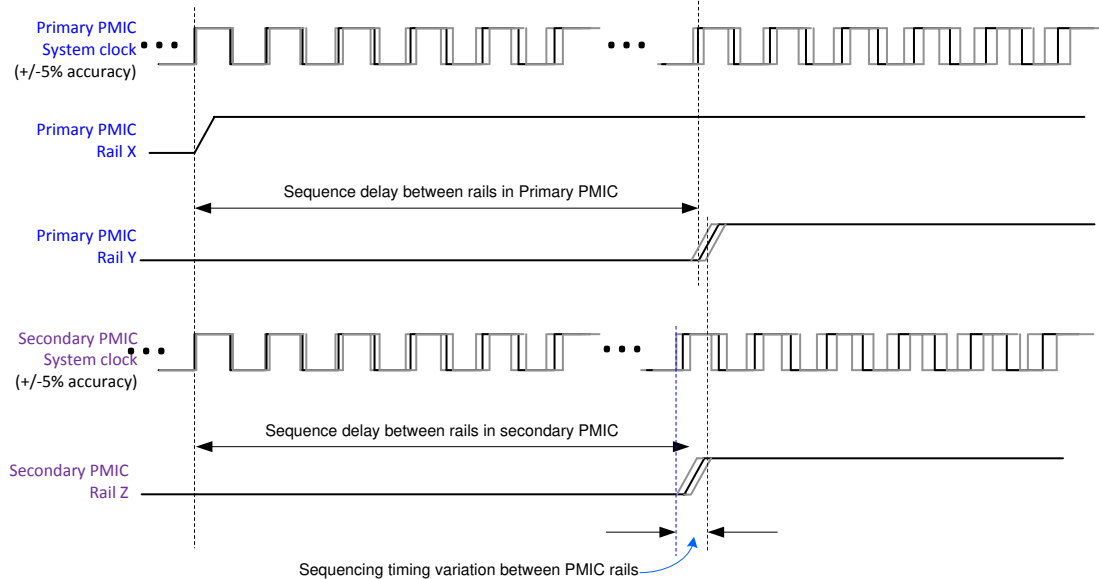 Primary PMIC
System clock
(+/-5% accuracy)
Primary PMIC
Rail X
Sequence delay between rails in Primary PMIC
Primary PMIC
Rail Y
Secondary PMIC
System clock
(+/-5% accuracy)
Sequence delay between rails in secondary PMIC
Secondary PMIC
Rail Z
Sequencing timing variation between PMIC rails